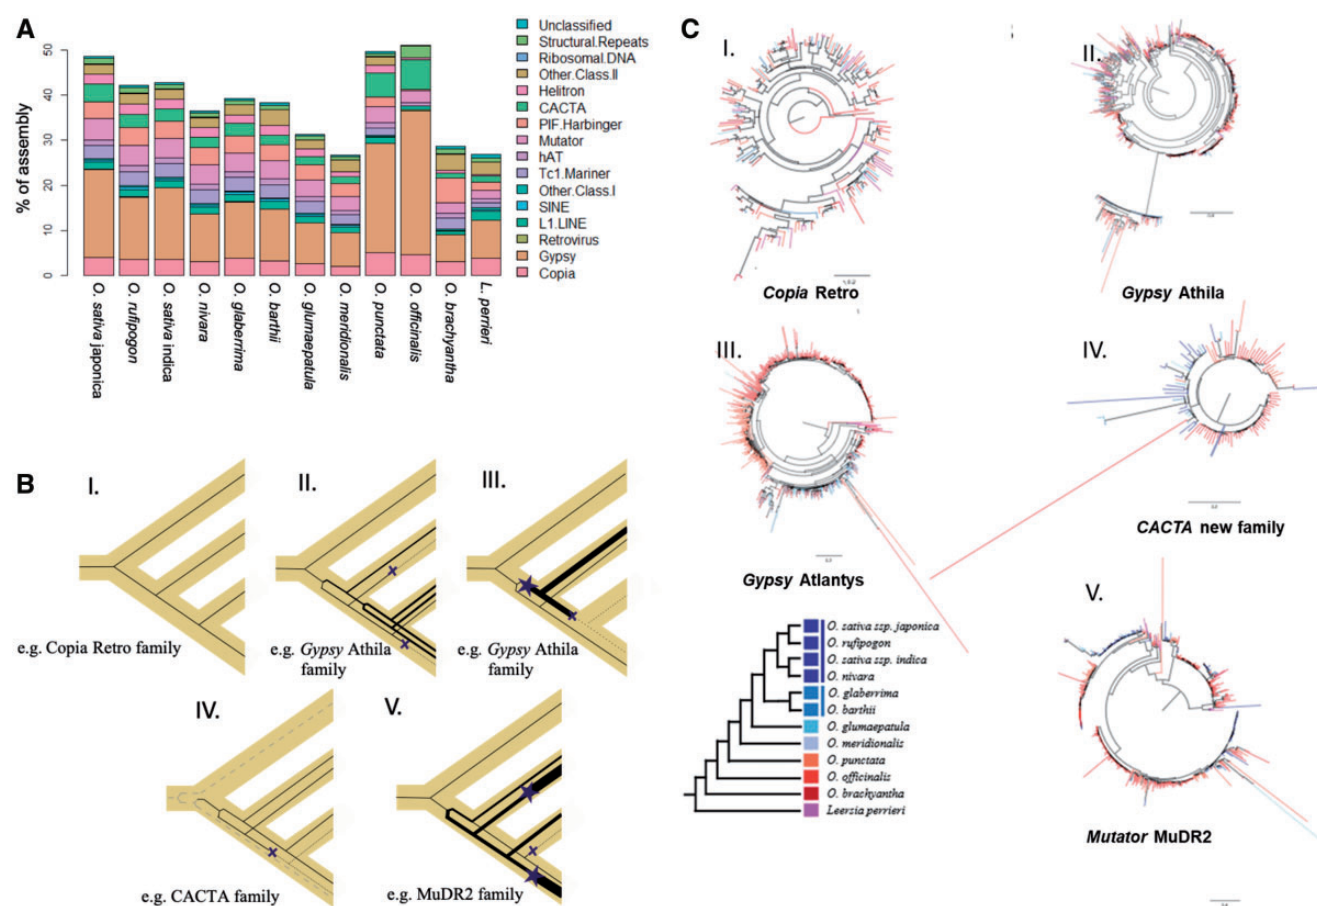 A
50
40
30
20
10
0
% of assembly
Unclassified
Structural.Repeats
Ribosomal.DNA
Other.Class.II
Helitron
CACTA
PIF.Harbinger
Mutator
hAT
Tc1.Mariner
Other.Class.I
SINE
L1.LINE
Retrovirus
Gypsy
Copia
O. sativa japonica
O. rufipogon
O. sativa indica
O. nivara
O. glaberrima
O. barthii
O. glumaepatula
O. meridionalis
O. punctata
O. officinalis
O. brachyantha
L. perrieri
B
I.
e.g. Copia Retro family
II.
e.g. Gypsy Athila
family
III.
e.g. Gypsy Athila
family
IV.
e.g. CACTA family
V.
e.g. MuDR2 family
C
I.
Copia Retro
II.
Gypsy Athila
III.
Gypsy Atlantys
IV.
CACTA new family
V.
Mutator MuDR2
O. sativa ssp. japonica
O. rufipogon
O. sativa ssp. indica
O. nivara
O. glaberrima
O. barthii
O. glumaepatula
O. meridionalis
O. punctata
O. officinalis
O. brachyantha
Leersia perrieri